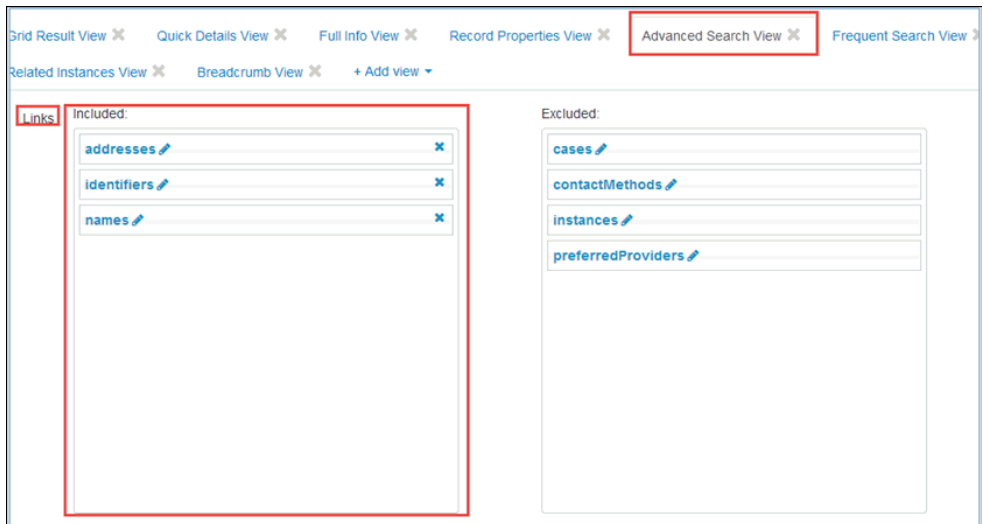 Grid Result View Quick Details View Full Info View Record Properties View Advanced Search View Frequent Search View
Related Instances View Breadcrumb View + Add view
Links Included: Excluded:
addresses cases
identifiers contactMethods
names instances
preferredProviders